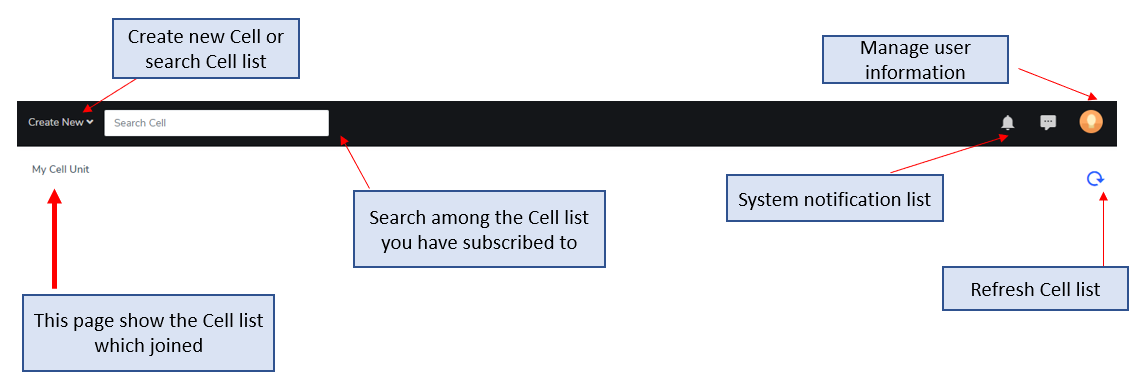 Create new Cell or
search Cell list
Manage user
information
Create New
Search Cell
My Cell Unit
System notification list
Search among the Cell list
you have subscribed to
Refresh Cell list
This page show the Cell list
which joined